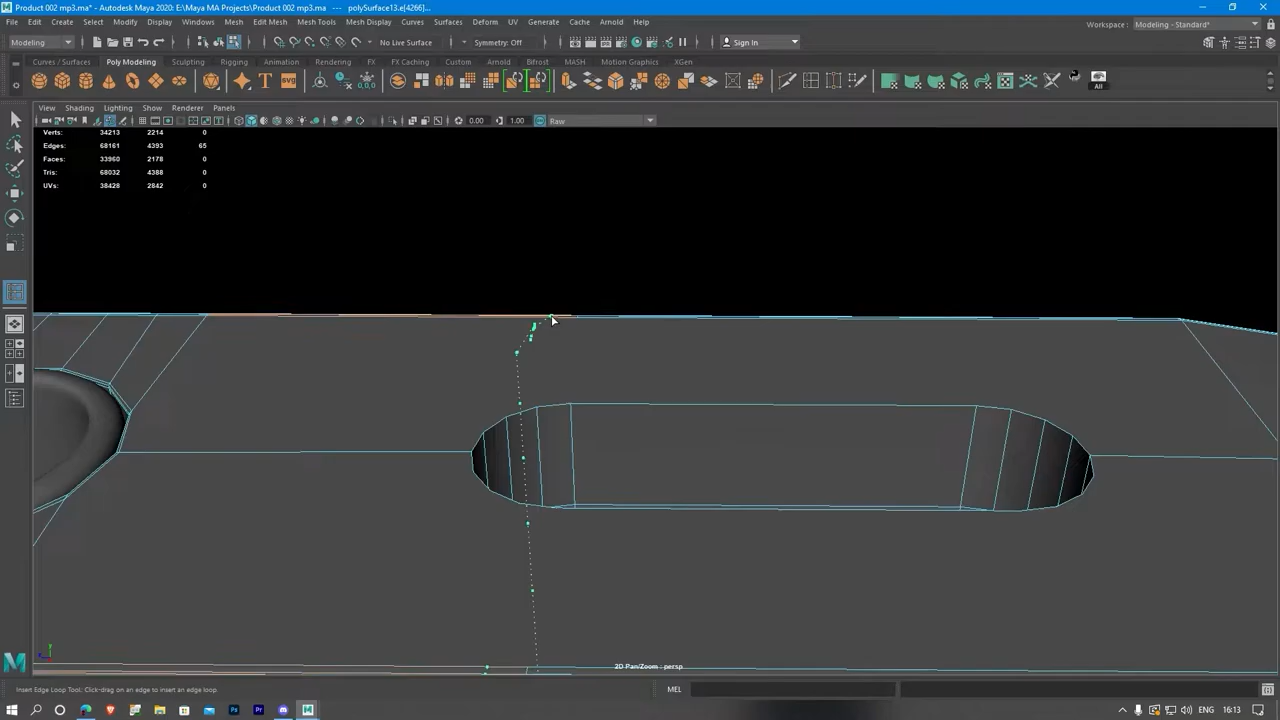 Product 002 mp3.ma* - Autodesk Maya 2020: E:\Maya MA Projects\Product 002 mp3.ma --- polySurface13.e[4266]...
File Edit Create Select Modify Display Windows Mesh Edit Mesh Mesh Tools Mesh Display Curves Surfaces Deform UV Generate Cache Arnold Help
Workspace : Modeling - Standard*
Modeling No Live Surface Symmetry: Off Sign In
Curves / Surfaces Poly Modeling Sculpting Rigging Animation Rendering FX FX Caching Custom Arnold Bifrost MASH Motion Graphics XGen
SVG
All
View Shading Lighting Show Renderer Panels
0.00 1.00 Raw
Verts: 34213 2214 0
Edges: 68161 4393 65
Faces: 33960 2178 0
Tris: 68032 4388 0
UVs: 38428 2842 0
2D Pan/Zoom : persp
Insert Edge Loop Tool: Click-drag on an edge to insert an edge loop.
MEL
ENG 16:13